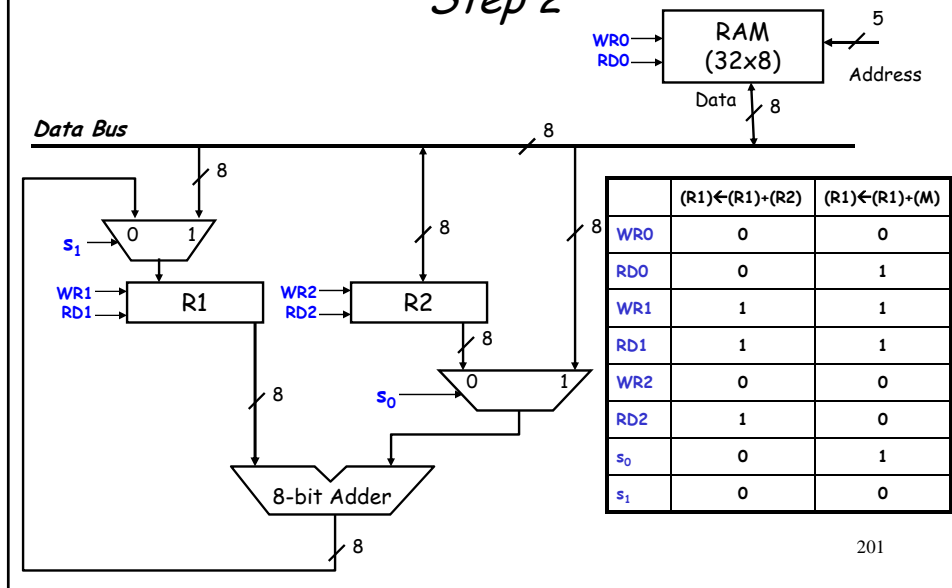 Step 2
RAM
(32x8)
WR0
RD0
5
Address
Data
8
Data Bus
8
8
8
8
0 1
s1
WR1
RD1
R1
WR2
RD2
R2
8
0 1
s0
8
8-bit Adder
8
(R1)←(R1)+(R2) (R1)←(R1)+(M)
WR0 0 0
RD0 0 1
WR1 1 1
RD1 1 1
WR2 0 0
RD2 1 0
s0 0 1
s1 0 0
201